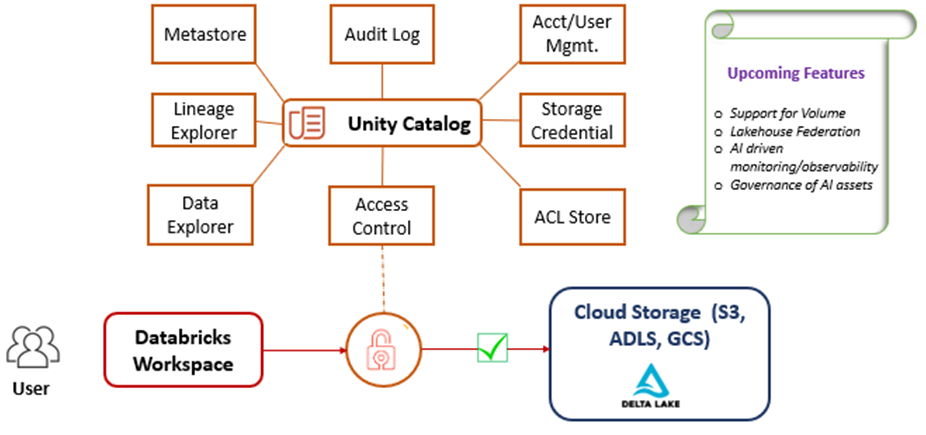 Metastore
Audit Log
Acct/User
Mgmt.
Lineage
Explorer
Unity Catalog
Storage
Credential
Data
Explorer
Access
Control
ACL Store
Upcoming Features
o Support for Volume
o Lakehouse Federation
o AI driven
monitoring/observability
o Governance of AI assets
User
Databricks
Workspace
Cloud Storage (S3,
ADLS, GCS)
DELTA LAKE